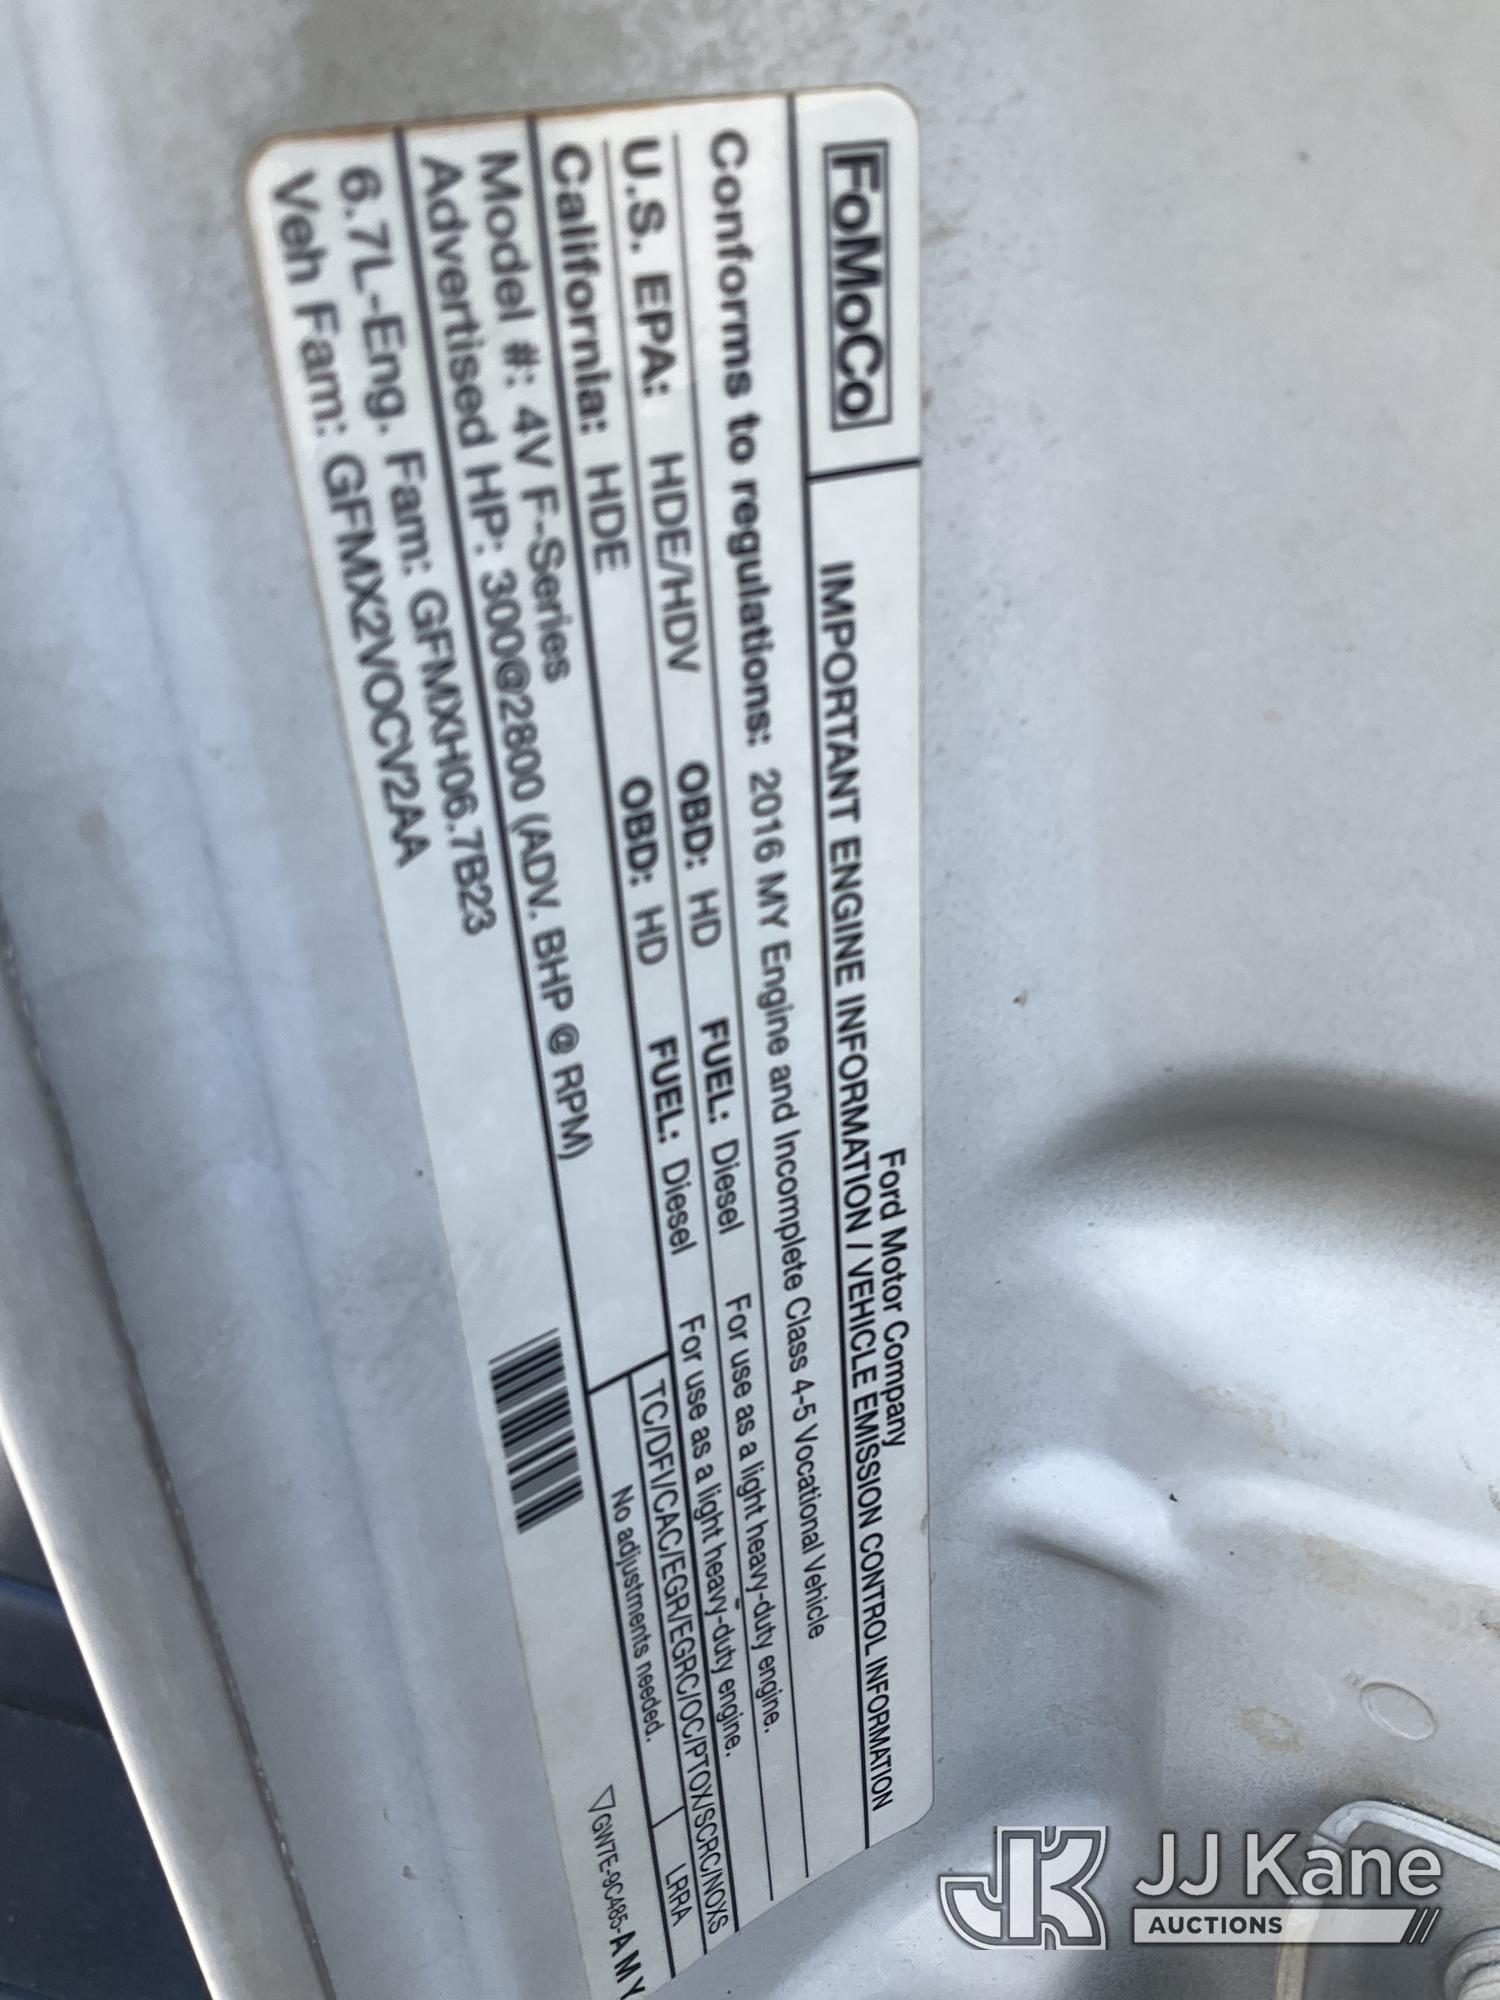 FoMoCo
Ford Motor Company
IMPORTANT ENGINE INFORMATION / VEHICLE EMISSION CONTROL INFORMATION
Conforms to regulations: 2016 MY Engine and Incomplete Class 4-5 Vocational Vehicle
U.S. EPA: HDE/HDV OBD: HD FUEL: Diesel For use as a light heavy-duty engine.
California: HDE OBD: HD FUEL: Diesel For use as a light heavy-duty engine.
Model #: 4V F-Series
TC/DFI/CAC/EGR/EGRC/OC/PTOX/SCRC/NOXS
LRRA
Advertised HP: 300@2800 (ADV. BHP @ RPM)
No adjustments needed.
6.7L-Eng. Fam: GFMXH06.7B23
Veh Fam: GFMX2VOCV2AA
GW7E-9C485-AMY
JK JJ Kane
AUCTIONS